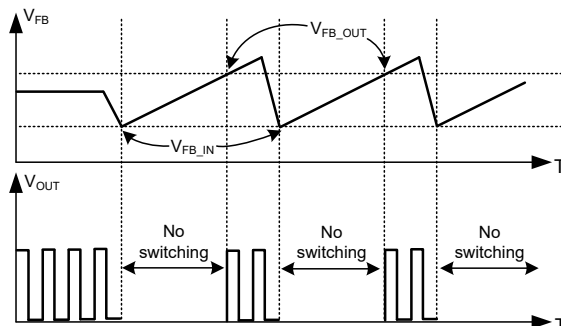 V_FB
V_FB_OUT
V_FB_IN
T
V_OUT
No
switching
No
switching
No
switching
T